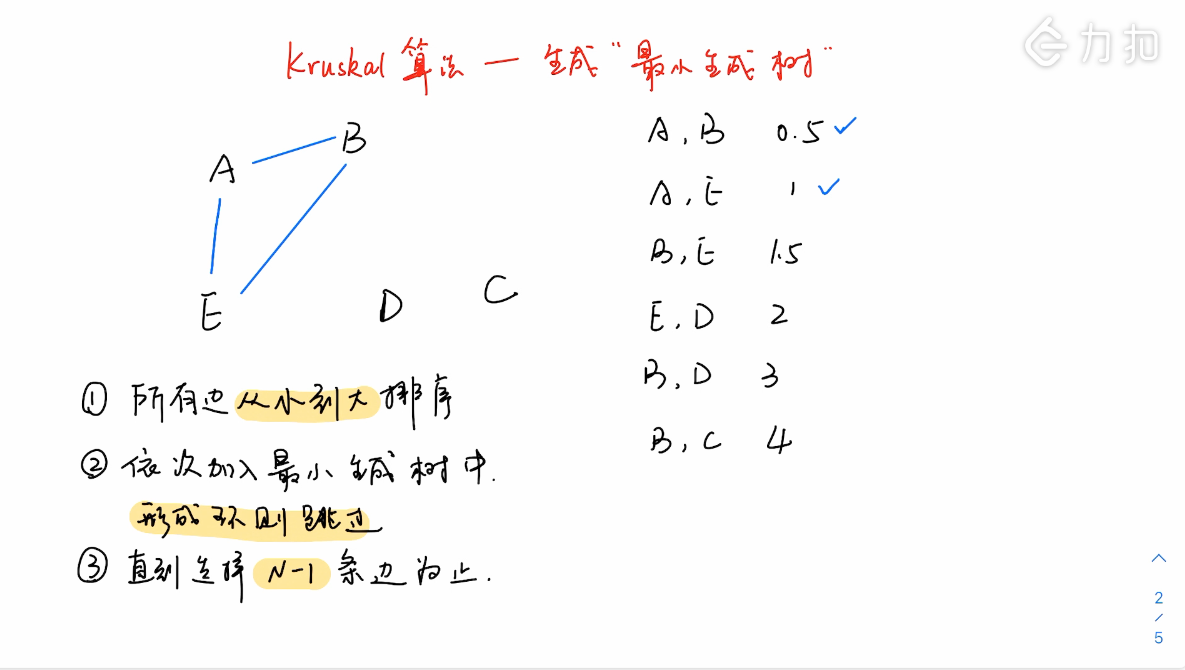 力扣
Kruskal 算法 — 生成"最小生成树"
A
B
E
D
C
A, B 0.5 ✓
A, E 1 ✓
B, E 1.5
E, D 2
B, D 3
B, C 4
① 所有边从小到大排序
② 依次加入最小生成树中.
形成环则跳过
③ 直到选择 N-1 条边为止.
2
/
5